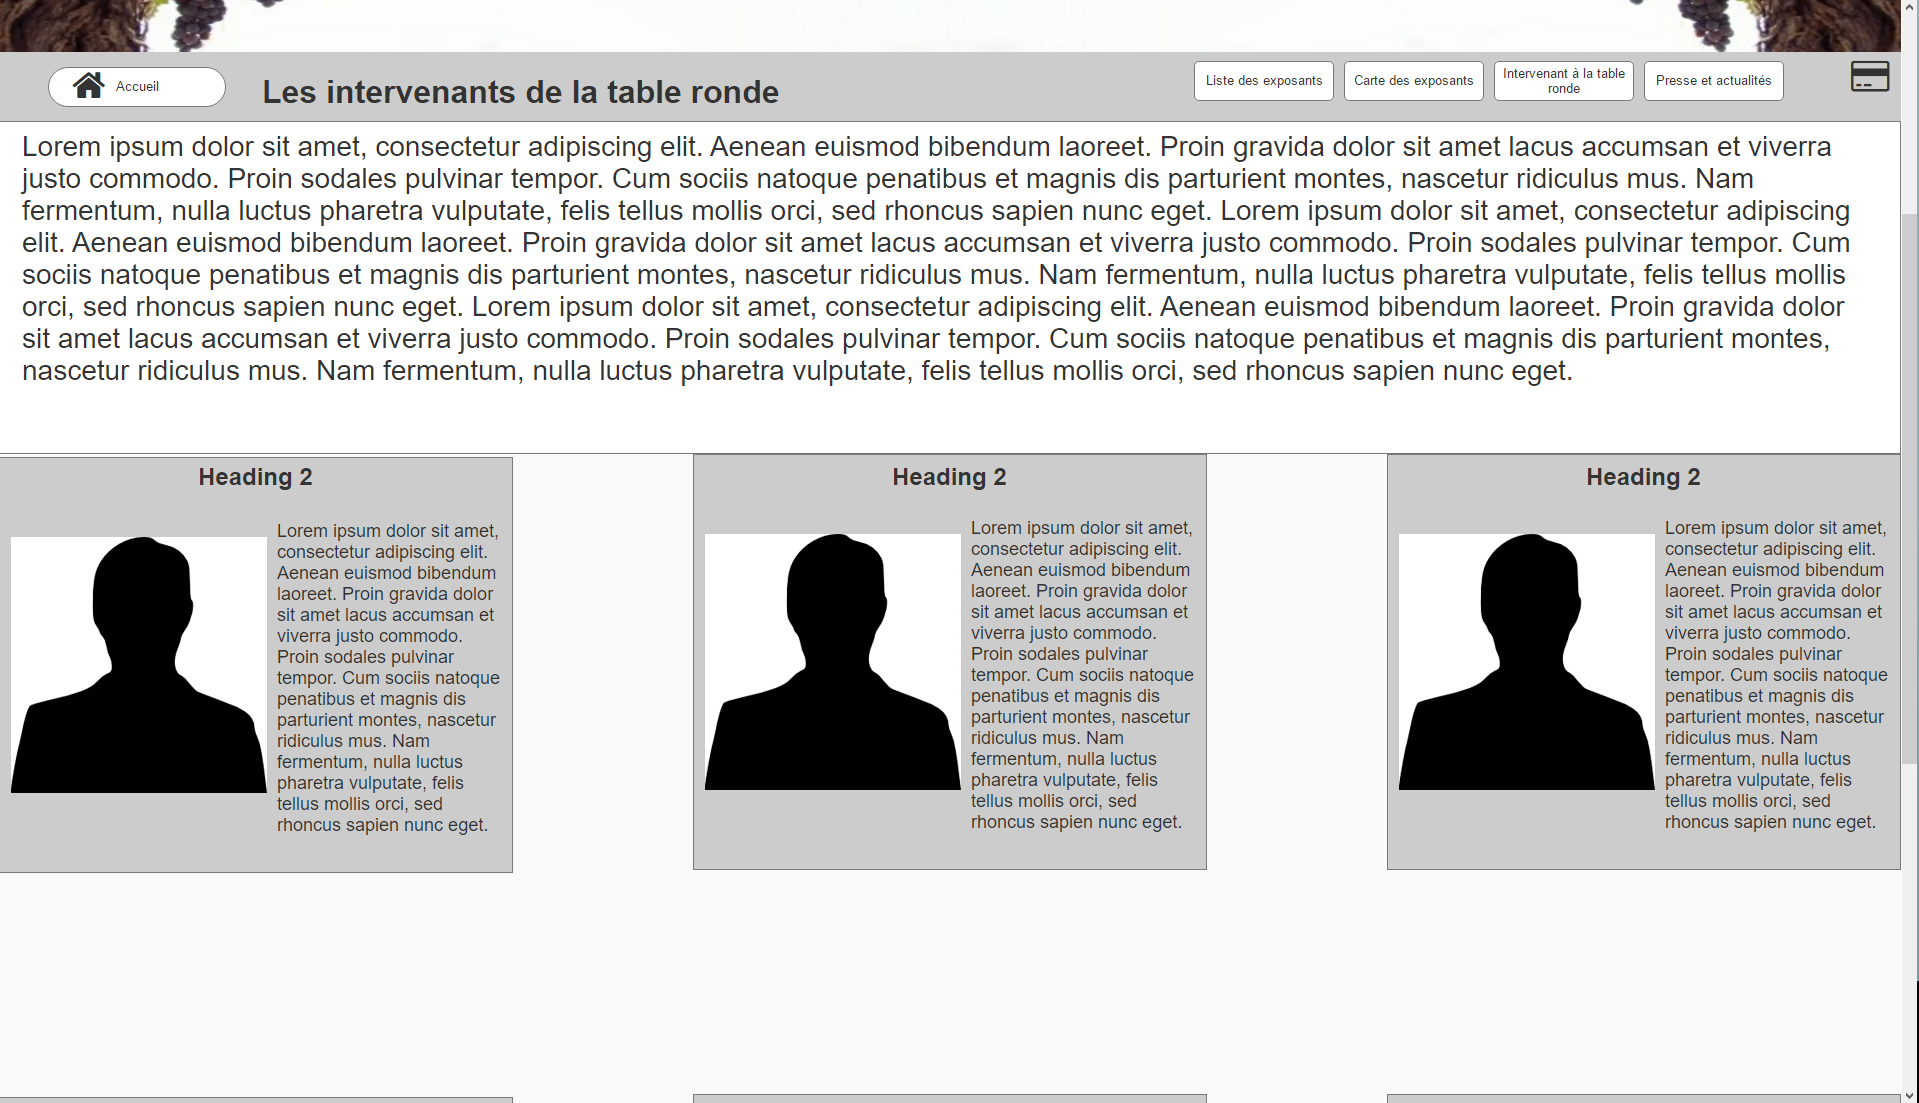 Accueil
Les intervenants de la table ronde
Liste des exposants
Carte des exposants
Intervenant à la table
ronde
Presse et actualités
Lorem ipsum dolor sit amet, consectetur adipiscing elit. Aenean euismod bibendum laoreet. Proin gravida dolor sit amet lacus accumsan et viverra
justo commodo. Proin sodales pulvinar tempor. Cum sociis natoque penatibus et magnis dis parturient montes, nascetur ridiculus mus. Nam
fermentum, nulla luctus pharetra vulputate, felis tellus mollis orci, sed rhoncus sapien nunc eget. Lorem ipsum dolor sit amet, consectetur adipiscing
elit. Aenean euismod bibendum laoreet. Proin gravida dolor sit amet lacus accumsan et viverra justo commodo. Proin sodales pulvinar tempor. Cum
sociis natoque penatibus et magnis dis parturient montes, nascetur ridiculus mus. Nam fermentum, nulla luctus pharetra vulputate, felis tellus mollis
orci, sed rhoncus sapien nunc eget. Lorem ipsum dolor sit amet, consectetur adipiscing elit. Aenean euismod bibendum laoreet. Proin gravida dolor
sit amet lacus accumsan et viverra justo commodo. Proin sodales pulvinar tempor. Cum sociis natoque penatibus et magnis dis parturient montes,
nascetur ridiculus mus. Nam fermentum, nulla luctus pharetra vulputate, felis tellus mollis orci, sed rhoncus sapien nunc eget.
Heading 2
Lorem ipsum dolor sit amet,
consectetur adipiscing elit.
Aenean euismod bibendum
laoreet. Proin gravida dolor
sit amet lacus accumsan et
viverra justo commodo.
Proin sodales pulvinar
tempor. Cum sociis natoque
penatibus et magnis dis
parturient montes, nascetur
ridiculus mus. Nam
fermentum, nulla luctus
pharetra vulputate, felis
tellus mollis orci, sed
rhoncus sapien nunc eget.
Heading 2
Lorem ipsum dolor sit amet,
consectetur adipiscing elit.
Aenean euismod bibendum
laoreet. Proin gravida dolor
sit amet lacus accumsan et
viverra justo commodo.
Proin sodales pulvinar
tempor. Cum sociis natoque
penatibus et magnis dis
parturient montes, nascetur
ridiculus mus. Nam
fermentum, nulla luctus
pharetra vulputate, felis
tellus mollis orci, sed
rhoncus sapien nunc eget.
Heading 2
Lorem ipsum dolor sit amet,
consectetur adipiscing elit.
Aenean euismod bibendum
laoreet. Proin gravida dolor
sit amet lacus accumsan et
viverra justo commodo.
Proin sodales pulvinar
tempor. Cum sociis natoque
penatibus et magnis dis
parturient montes, nascetur
ridiculus mus. Nam
fermentum, nulla luctus
pharetra vulputate, felis
tellus mollis orci, sed
rhoncus sapien nunc eget.